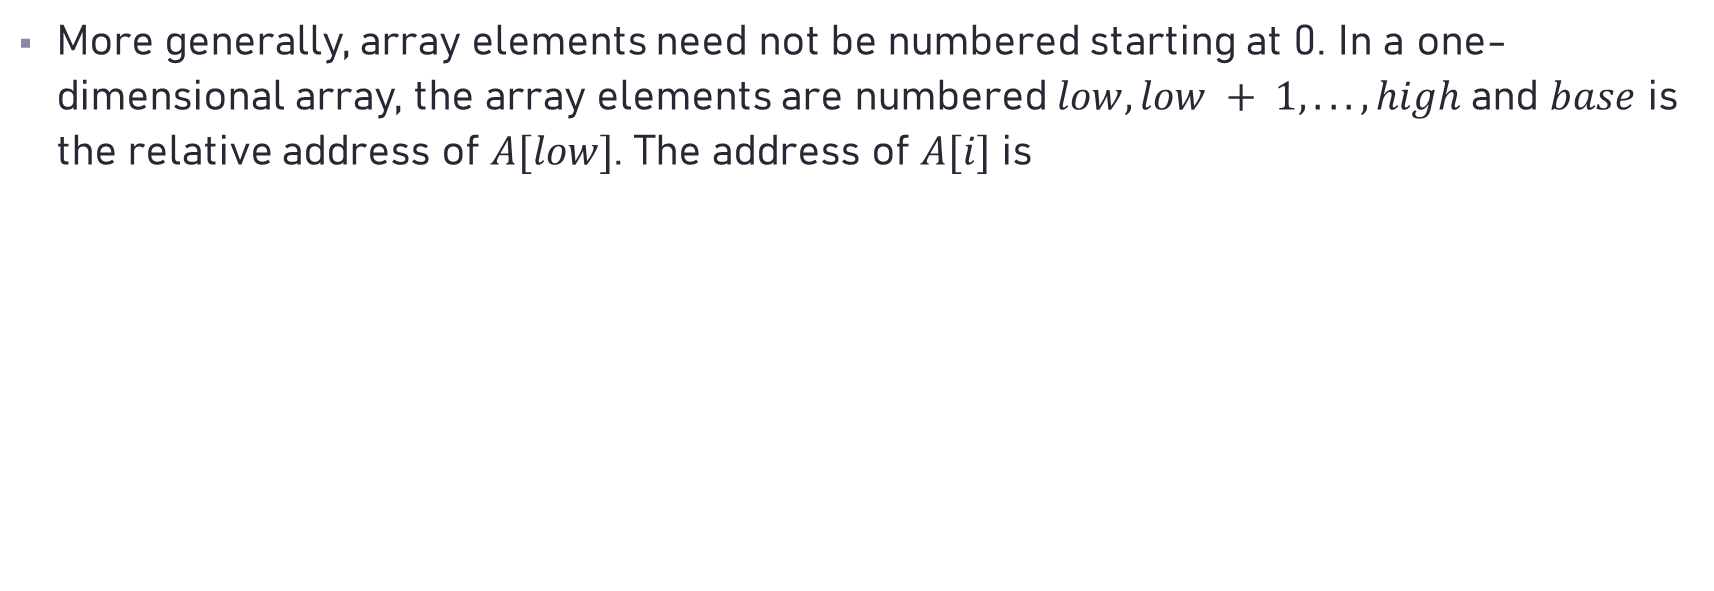 ▪ More generally, array elements need not be numbered starting at 0. In a one-
dimensional array, the array elements are numbered low, low + 1, . . . , high and base is
the relative address of A[low]. The address of A[i] is